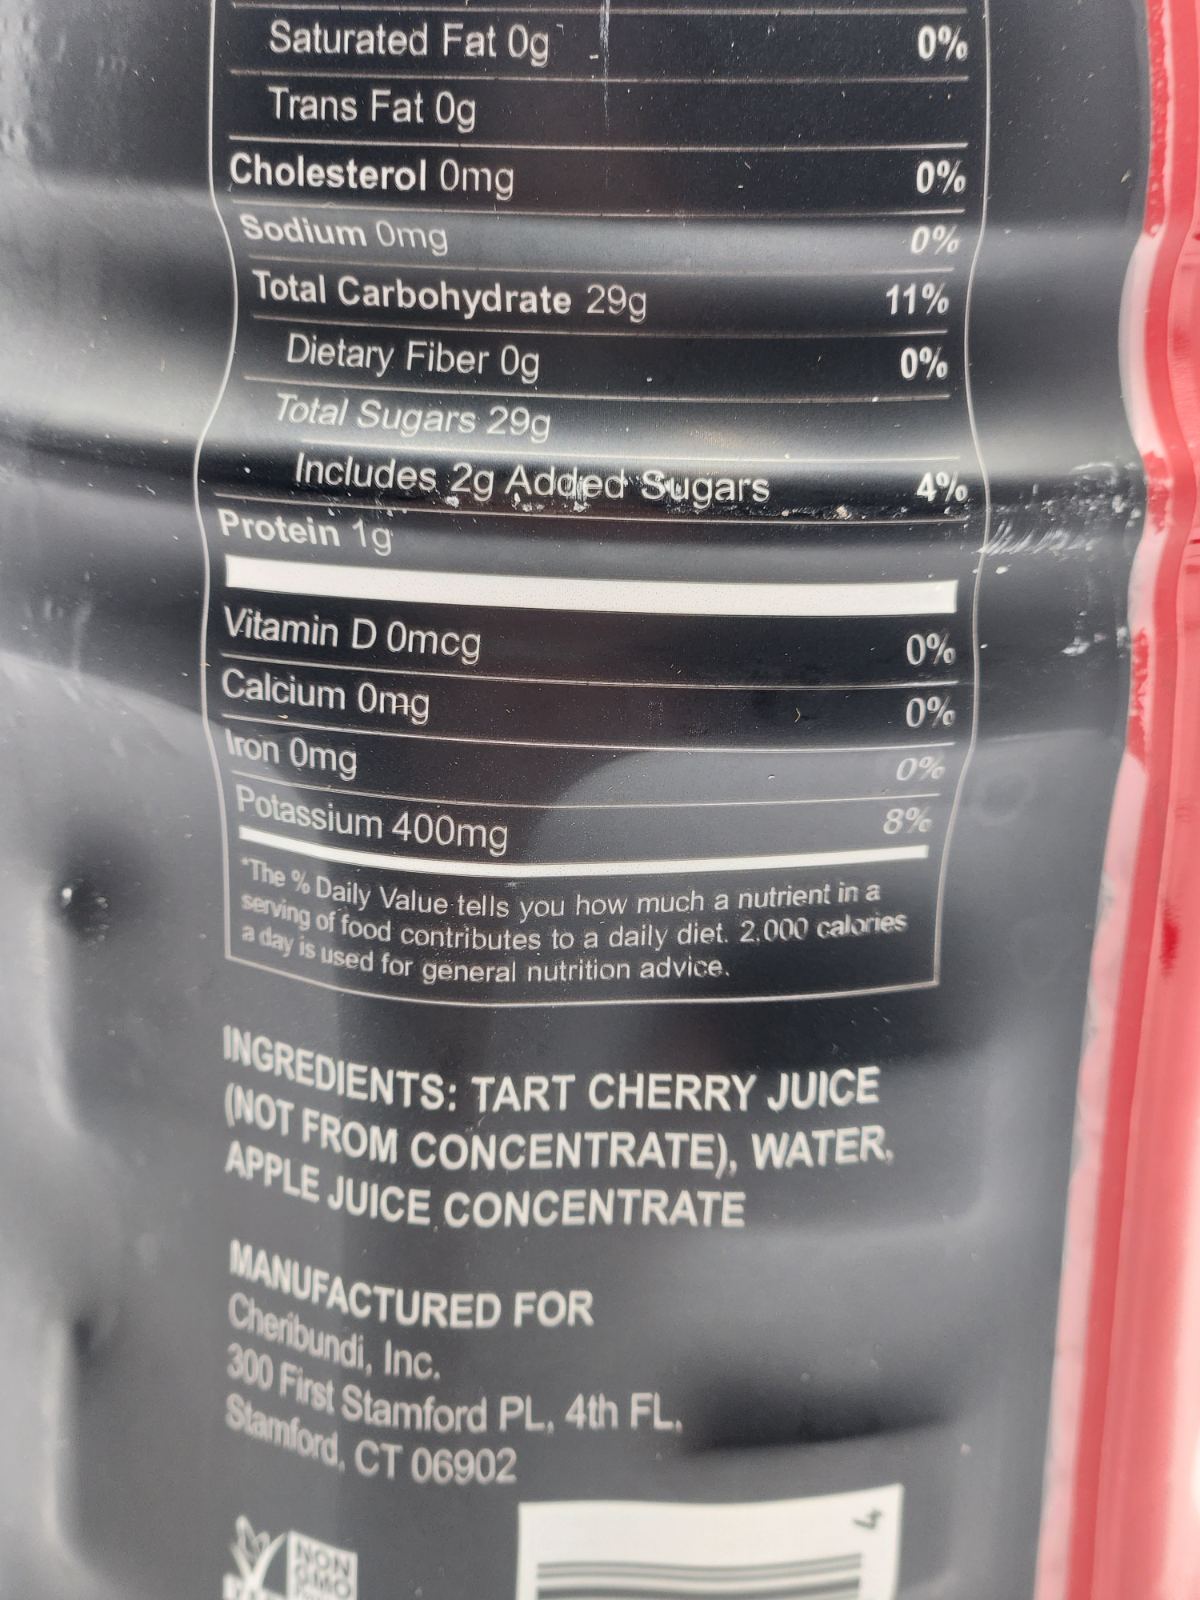 Saturated Fat 0g 0%
Trans Fat 0g
Cholesterol 0mg 0%
Sodium 0mg 0%
Total Carbohydrate 29g 11%
Dietary Fiber 0g 0%
Total Sugars 29g
Includes 2g Added Sugars 4%
Protein 1g
Vitamin D 0mcg 0%
Calcium 0mg 0%
Iron 0mg 0%
Potassium 400mg 8%
*The % Daily Value tells you how much a nutrient in a
serving of food contributes to a daily diet. 2,000 calories
a day is used for general nutrition advice.
INGREDIENTS: TART CHERRY JUICE
(NOT FROM CONCENTRATE), WATER,
APPLE JUICE CONCENTRATE
MANUFACTURED FOR
Cheribundi, Inc.
300 First Stamford PL, 4th FL,
Stamford, CT 06902
NON
GMO
4